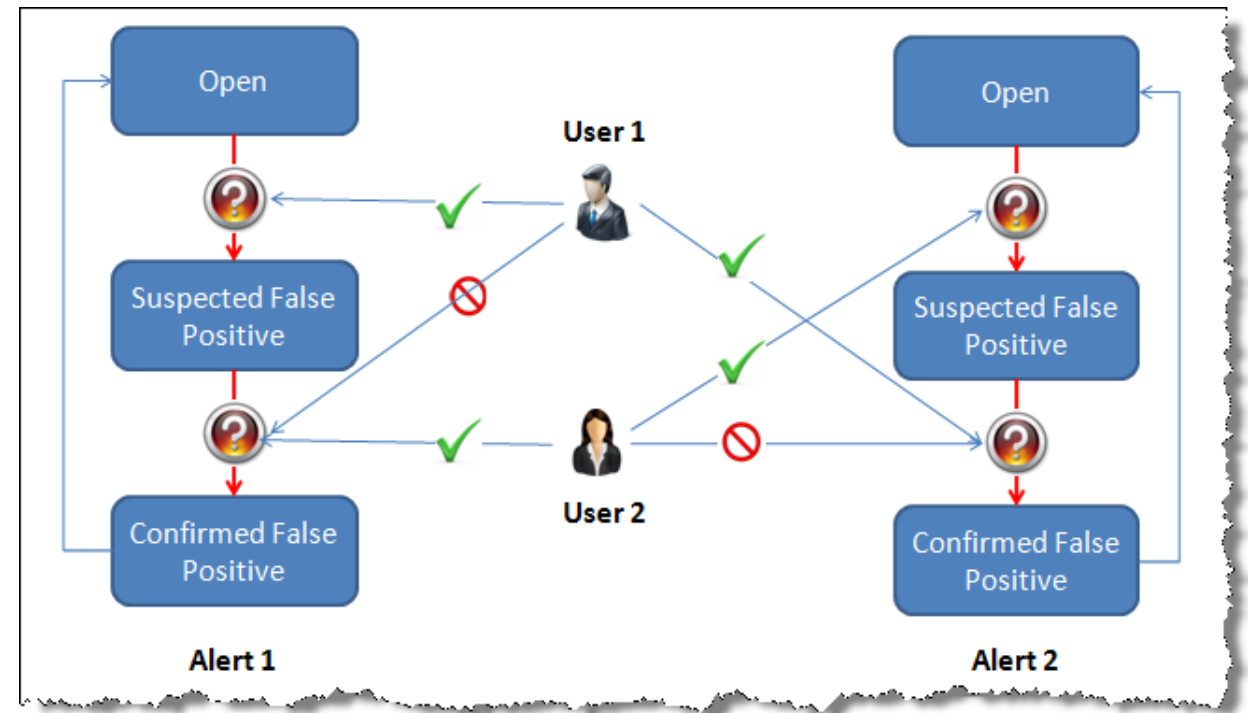 Open
Suspected False
Positive
Confirmed False
Positive
Alert 1
User 1
User 2
Open
Suspected False
Positive
Confirmed False
Positive
Alert 2